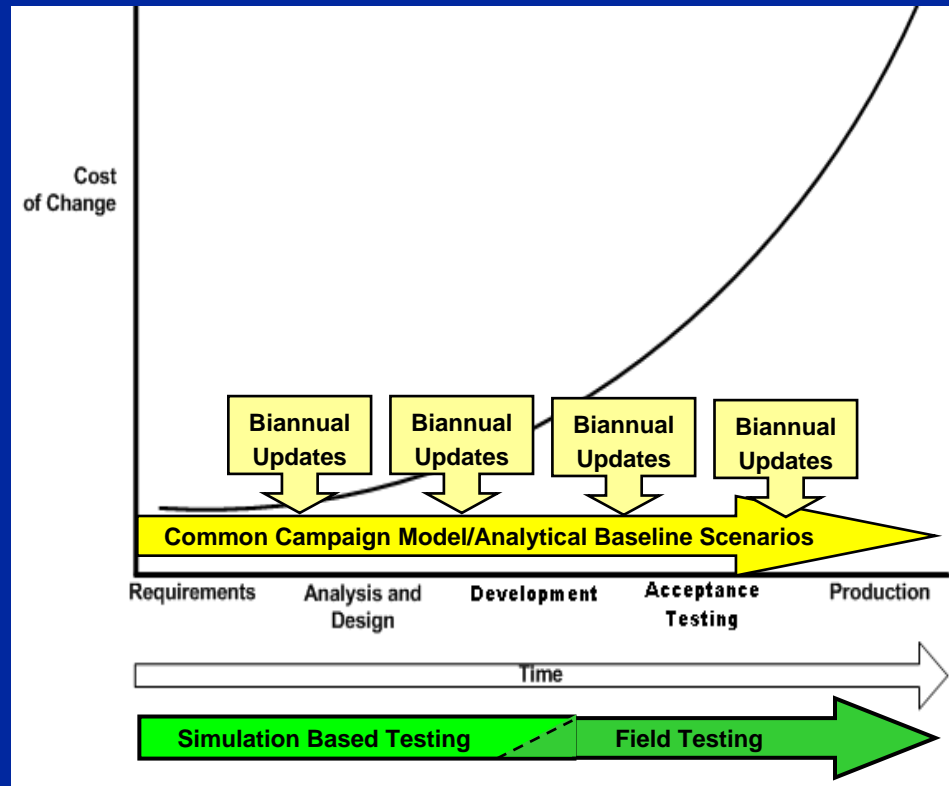 Cost
of Change
Biannual
Updates
Biannual
Updates
Biannual
Updates
Biannual
Updates
Common Campaign Model/Analytical Baseline Scenarios
Requirements
Analysis and
Design
Development
Acceptance
Testing
Production
Time
Simulation Based Testing
Field Testing